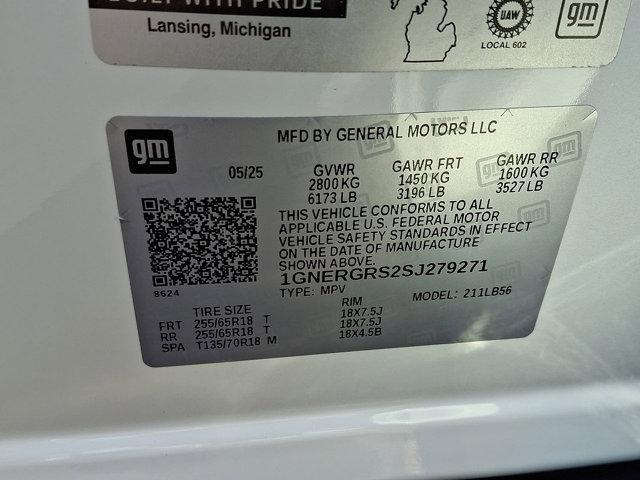 BUILT WITH PRIDE
Lansing, Michigan
UAW
LOCAL 602
gm
gm
MFD BY GENERAL MOTORS LLC
05/25 GVWR GAWR FRT GAWR RR
2800 KG 1450 KG 1600 KG
6173 LB 3196 LB 3527 LB
THIS VEHICLE CONFORMS TO ALL
APPLICABLE U.S. FEDERAL MOTOR
VEHICLE SAFETY STANDARDS IN EFFECT
ON THE DATE OF MANUFACTURE
SHOWN ABOVE.
1GNERGRS2SJ279271
8624
TYPE: MPV MODEL: 211LB56
TIRE SIZE RIM
FRT 255/65R18 T 18X7.5J
RR 255/65R18 T 18X7.5J
SPA T135/70R18 M 18X4.5B